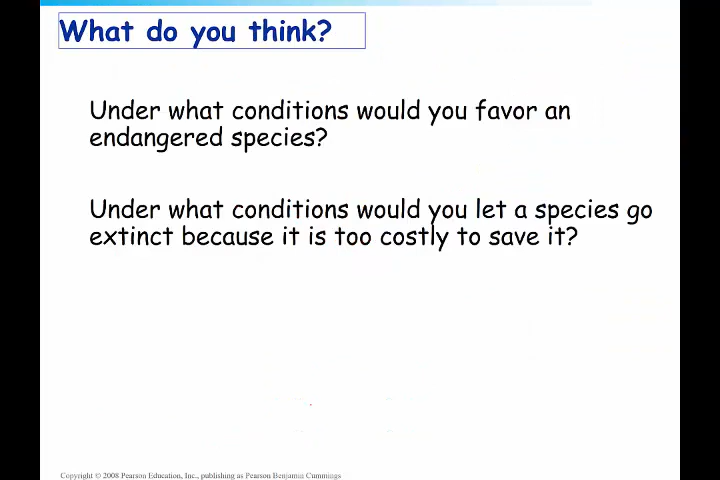 What do you think?
Under what conditions would you favor an
endangered species?
Under what conditions would you let a species go
extinct because it is too costly to save it?
Copyright © 2008 Pearson Education, Inc., publishing as Pearson Benjamin Cummings